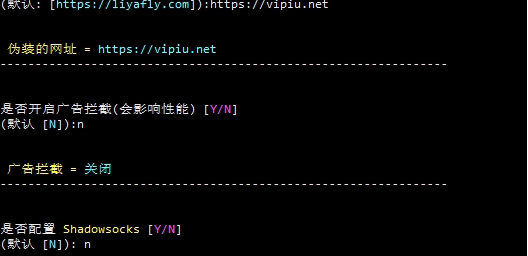 (默认: [https://liyafly.com]):https://vipiu.net
伪装的网址 = https://vipiu.net
----------------------------------------------------------------
是否开启广告拦截(会影响性能) [Y/N]
(默认 [N]):n
广告拦截 = 关闭
----------------------------------------------------------------
是否配置 Shadowsocks [Y/N]
(默认 [N]): n